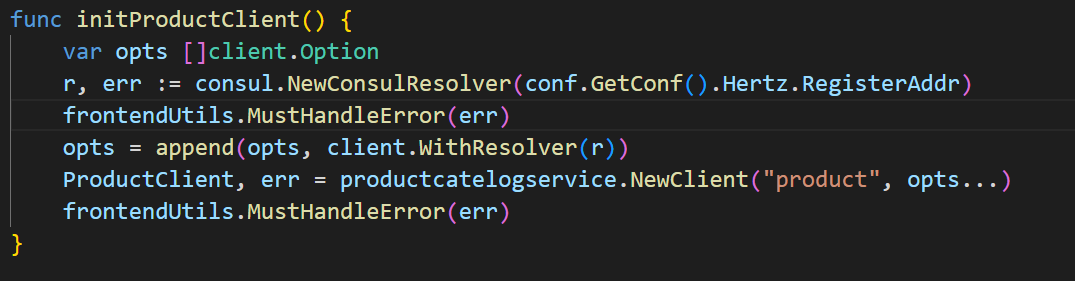 func initProductClient() {
    var opts []client.Option
    r, err := consul.NewConsulResolver(conf.GetConf().Hertz.RegisterAddr)
    frontendUtils.MustHandleError(err)
    opts = append(opts, client.WithResolver(r))
    ProductClient, err = productcatelogservice.NewClient("product", opts...)
    frontendUtils.MustHandleError(err)
}